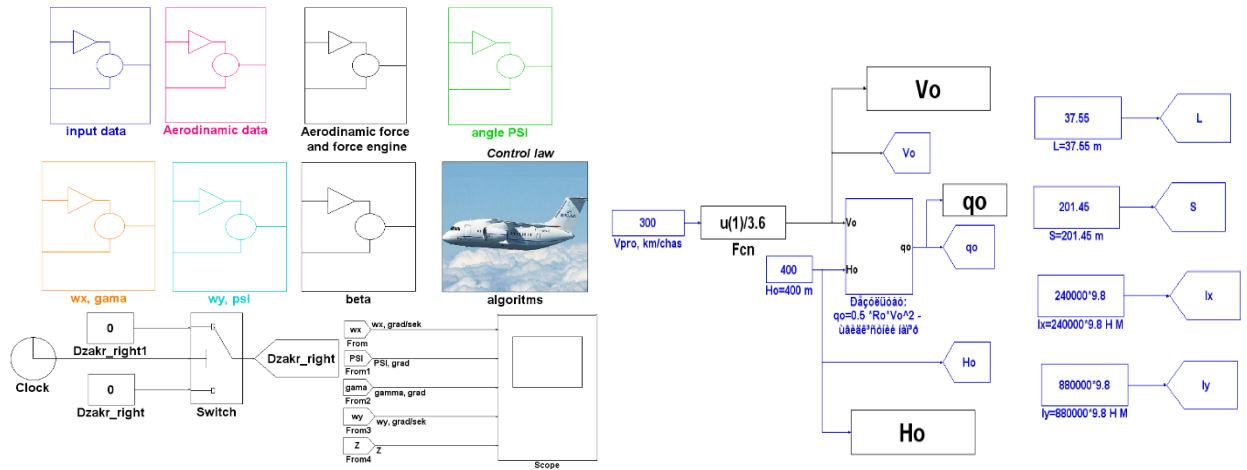 input data
Aerodinamic data
Aerodinamic force
and force engine
angle PSI
Control law
wx, gama
wy, psi
beta
algoritms
0
Dzakr_right1
Clock
0
Dzakr_right
Switch
Dzakr_right
wx
wx, grad/sek
From
PSI
PSI, grad
From1
gama
gamma, grad
From2
wy
wy, grad/sek
From3
Z
Z
From4
Scope
300
Vpro, km/chas
u(1)/3.6
Fcn
400
Ho=400 m
Vo
Vo
Vo
Ho
qo
qo
qo
qo=0.5 *Ro*Vo^2 -
Ho
Ho
37.55
L=37.55 m
L
201.45
S=201.45 m
S
240000*9.8
Ix=240000*9.8 H M
Ix
880000*9.8
Iy=880000*9.8 H M
Iy